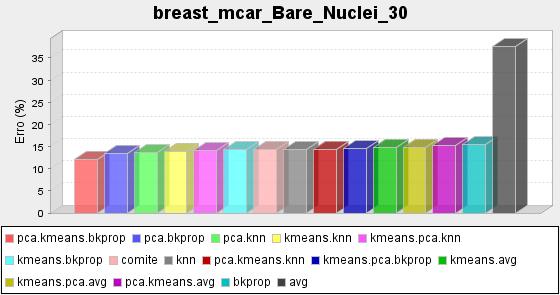 breast_mcar_Bare_Nuclei_30
Erro (%)
35
30
25
20
15
10
5
0
pca.kmeans.bkprop pca.bkprop pca.knn kmeans.knn kmeans.pca.knn
kmeans.bkprop comite knn pca.kmeans.knn kmeans.pca.bkprop kmeans.avg
kmeans.pca.avg pca.kmeans.avg bkprop avg